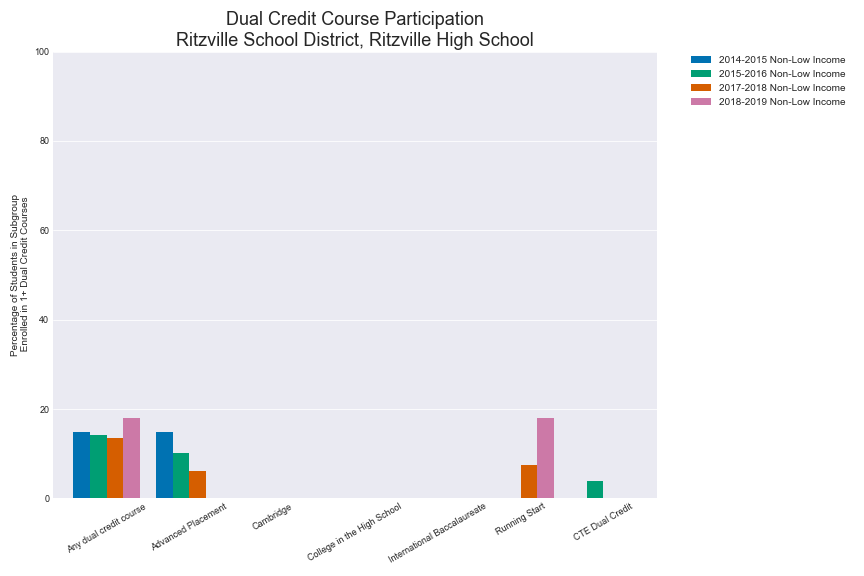 Dual Credit Course Participation
Ritzville School District, Ritzville High School
2014-2015 Non-Low Income
2015-2016 Non-Low Income
2017-2018 Non-Low Income
2018-2019 Non-Low Income
Percentage of Students in Subgroup
Enrolled in 1+ Dual Credit Courses
100
80
60
40
20
0
Any dual credit course
Advanced Placement
Cambridge
College in the High School
International Baccalaureate
Running Start
CTE Dual Credit